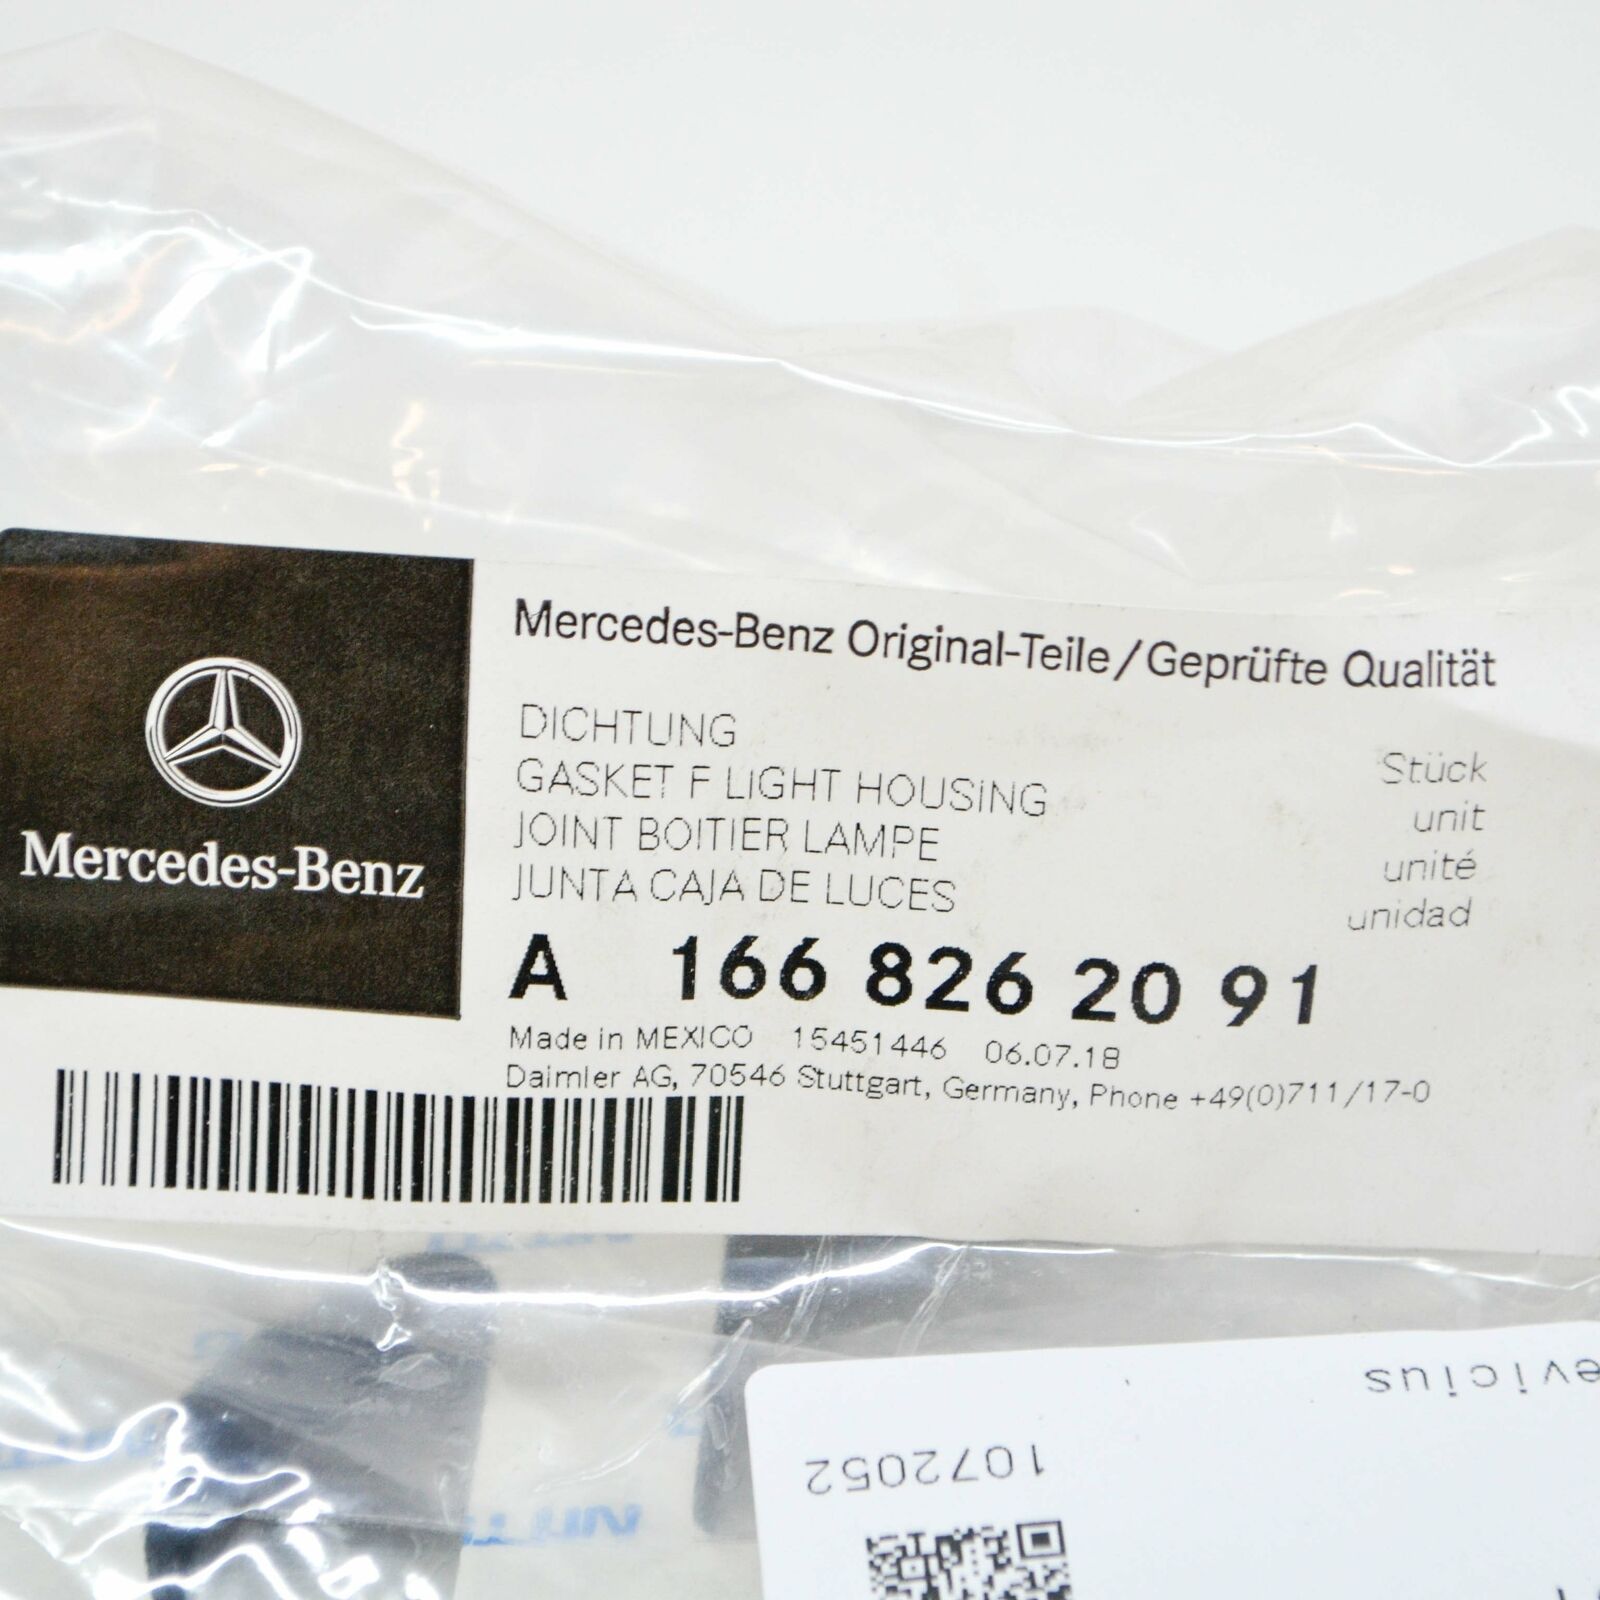 Mercedes-Benz
Mercedes-Benz Original-Teile/Geprüfte Qualität
DICHTUNG
GASKET F LIGHT HOUSING
JOINT BOITIER LAMPE
JUNTA CAJA DE LUCES
Stück
unit
unité
unidad
A 166 826 20 91
Made in MEXICO 15451446 06.07.18
Daimler AG, 70546 Stuttgart, Germany, Phone +49(0)711/17-0
evicius
1072052